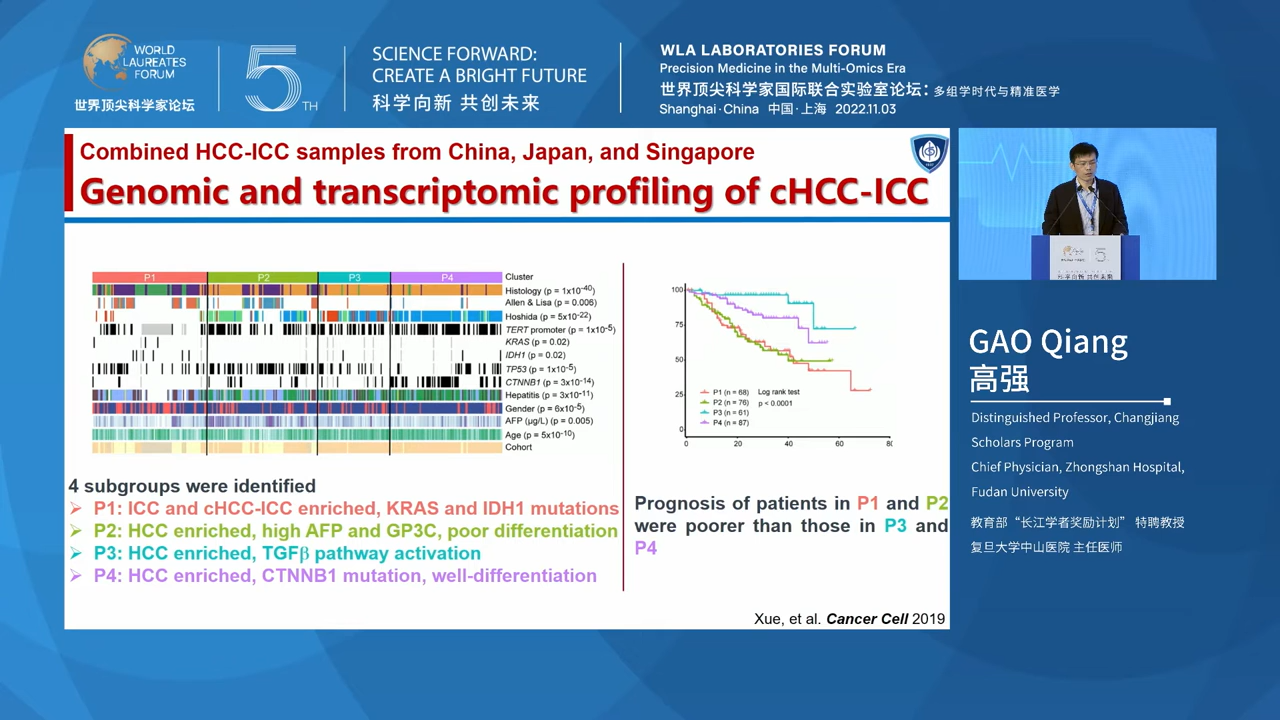 WORLD
LAUREATES
FORUM
世界顶尖科学家论坛
5TH
SCIENCE FORWARD:
CREATE A BRIGHT FUTURE
科学向新 共创未来
WLA LABORATORIES FORUM
Precision Medicine in the Multi-Omics Era
世界顶尖科学家国际联合实验室论坛：多组学时代与精准医学
Shanghai·China 中国·上海 2022.11.03
Combined HCC-ICC samples from China, Japan, and Singapore
Genomic and transcriptomic profiling of cHCC-ICC
P1 P2 P3 P4 Cluster
Histology (p = 1x10-40)
Allen & Lisa (p = 0.006)
Hoshida (p = 5x10-22)
TERT promoter (p = 1x10-5)
KRAS (p = 0.02)
IDH1 (p = 0.02)
TP53 (p = 1x10-5)
CTNNB1 (p = 3x10-14)
Hepatitis (p = 3x10-11)
Gender (p = 6x10-5)
AFP (µg/L) (p = 0.005)
Age (p = 5x10-10)
Cohort
100
75
50
25
0
0 20 40 60 80
P1 (n = 68) Log rank test
P2 (n = 76) p < 0.0001
P3 (n = 61)
P4 (n = 87)
4 subgroups were identified
➢ P1: ICC and cHCC-ICC enriched, KRAS and IDH1 mutations
➢ P2: HCC enriched, high AFP and GP3C, poor differentiation
➢ P3: HCC enriched, TGFβ pathway activation
➢ P4: HCC enriched, CTNNB1 mutation, well-differentiation
Prognosis of patients in P1 and P2
were poorer than those in P3 and
P4
Xue, et al. Cancer Cell 2019
科学向新 共创未来
GAO Qiang
高强
Distinguished Professor, Changjiang
Scholars Program
Chief Physician, Zhongshan Hospital,
Fudan University
教育部“长江学者奖励计划” 特聘教授
复旦大学中山医院 主任医师